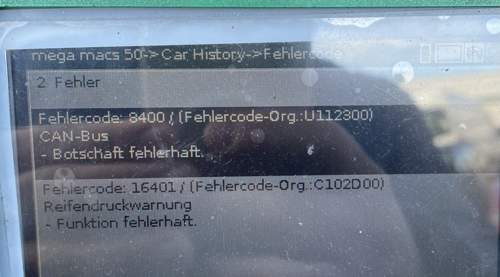 mega macs 50->Car History->Fehlercode
2 Fehler
Fehlercode: 8400 / (Fehlercode-Org.:U112300)
CAN-Bus
- Botschaft fehlerhaft.
Fehlercode: 16401 / (Fehlercode-Org.:C102D00)
Reifendruckwarnung
- Funktion fehlerhaft.